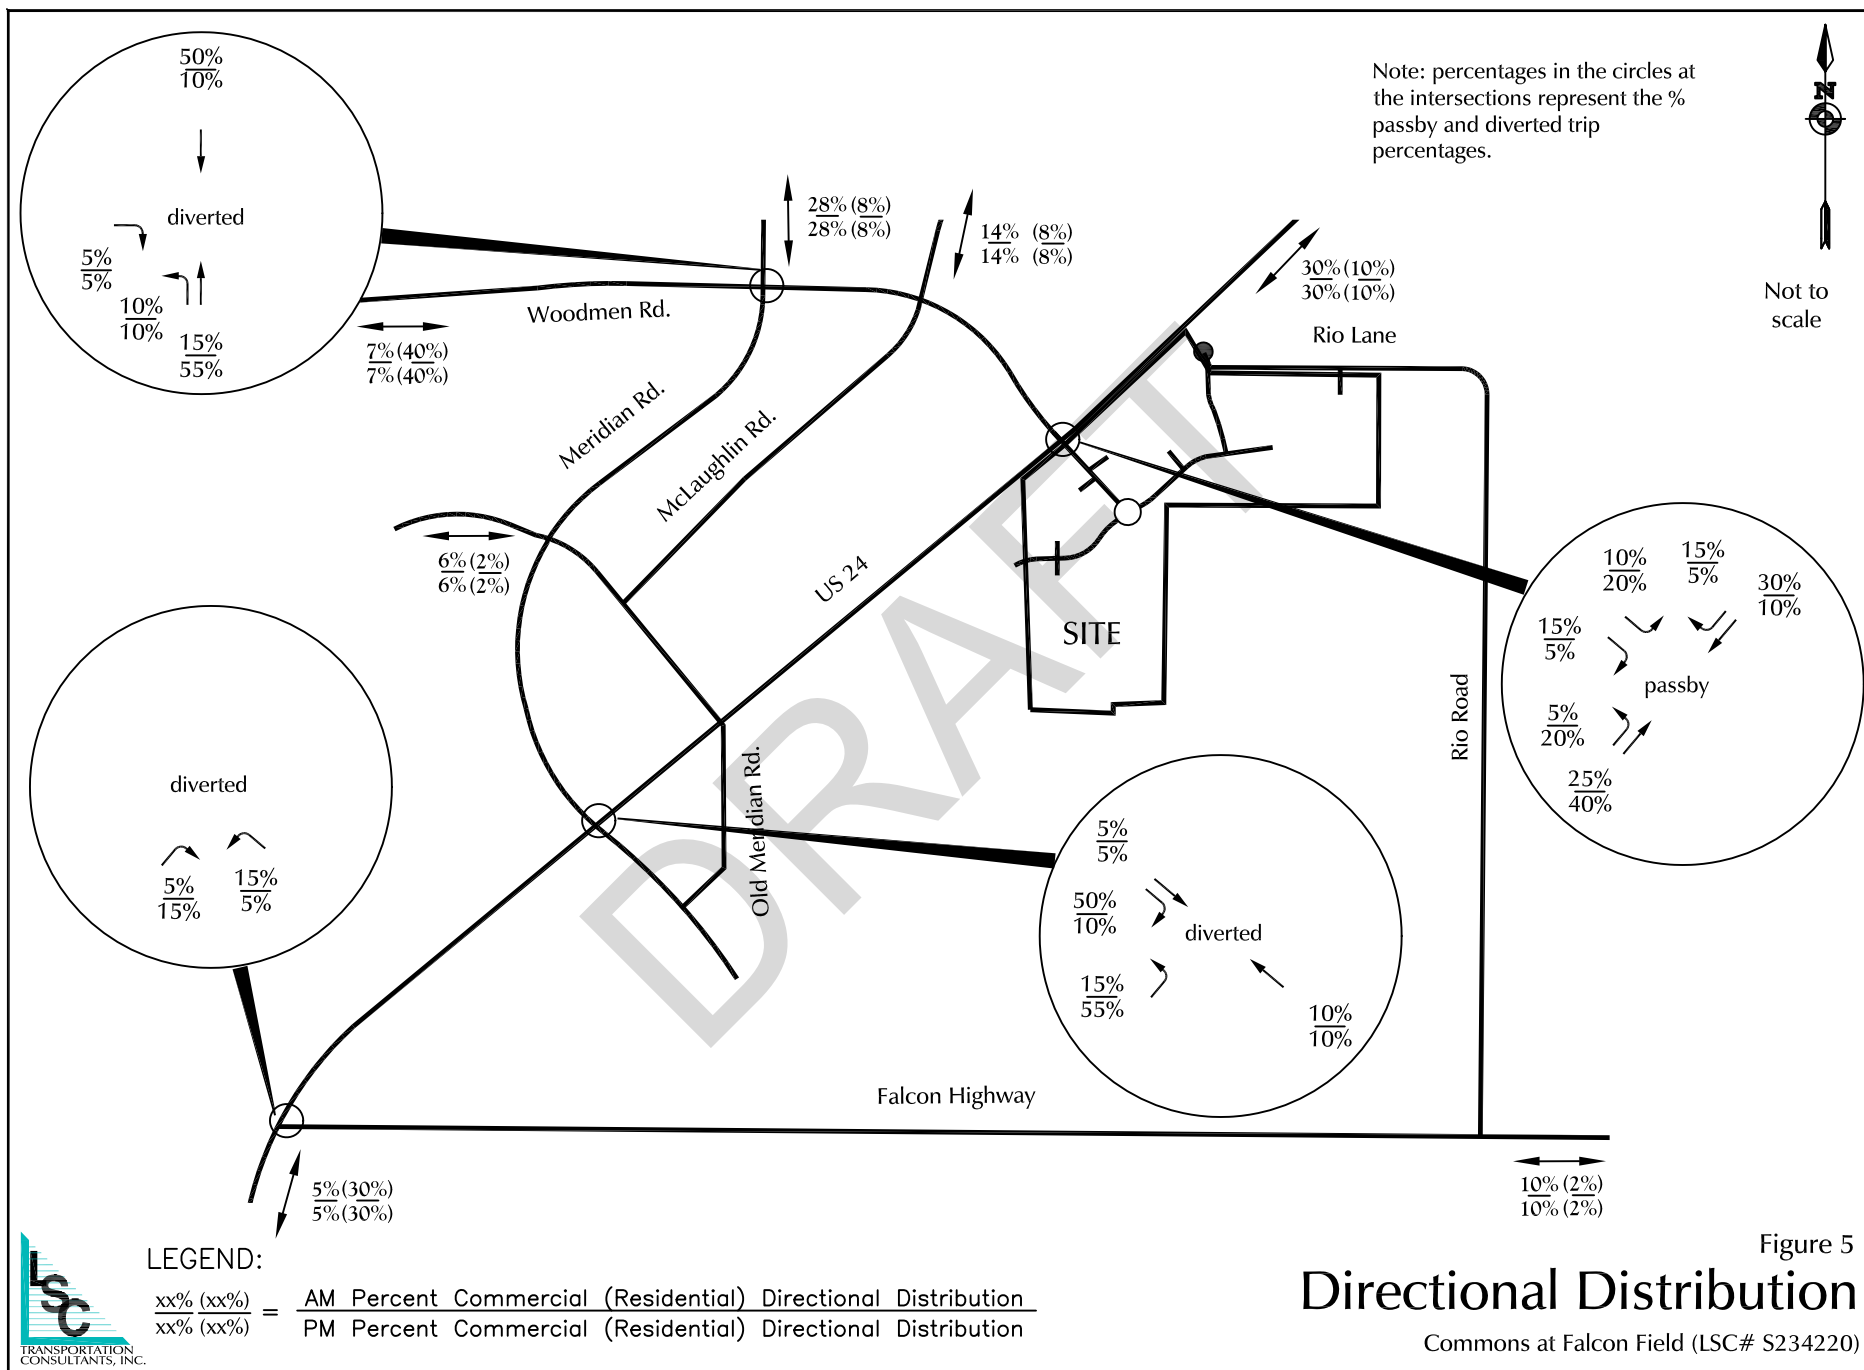 50%
10%
diverted
5%
5%
10%
10%
15%
55%
Note: percentages in the circles at
the intersections represent the %
passby and diverted trip
percentages.
N
Not to
scale
28% (8%)
28% (8%)
14% (8%)
14% (8%)
30% (10%)
30% (10%)
Woodmen Rd.
7% (40%)
7% (40%)
Rio Lane
Meridian Rd.
McLaughlin Rd.
6% (2%)
6% (2%)
US 24
SITE
DRAFT
Rio Road
10%
20%
15%
5%
30%
10%
15%
5%
passby
5%
20%
25%
40%
Old Meridian Rd.
diverted
5%
15%
15%
5%
5%
5%
50%
10%
diverted
15%
55%
10%
10%
Falcon Highway
5% (30%)
5% (30%)
10% (2%)
10% (2%)
LSC
TRANSPORTATION
CONSULTANTS, INC.
LEGEND:
xx% (xx%)
xx% (xx%)
=
AM Percent Commercial (Residential) Directional Distribution
PM Percent Commercial (Residential) Directional Distribution
Figure 5
Directional Distribution
Commons at Falcon Field (LSC# S234220)